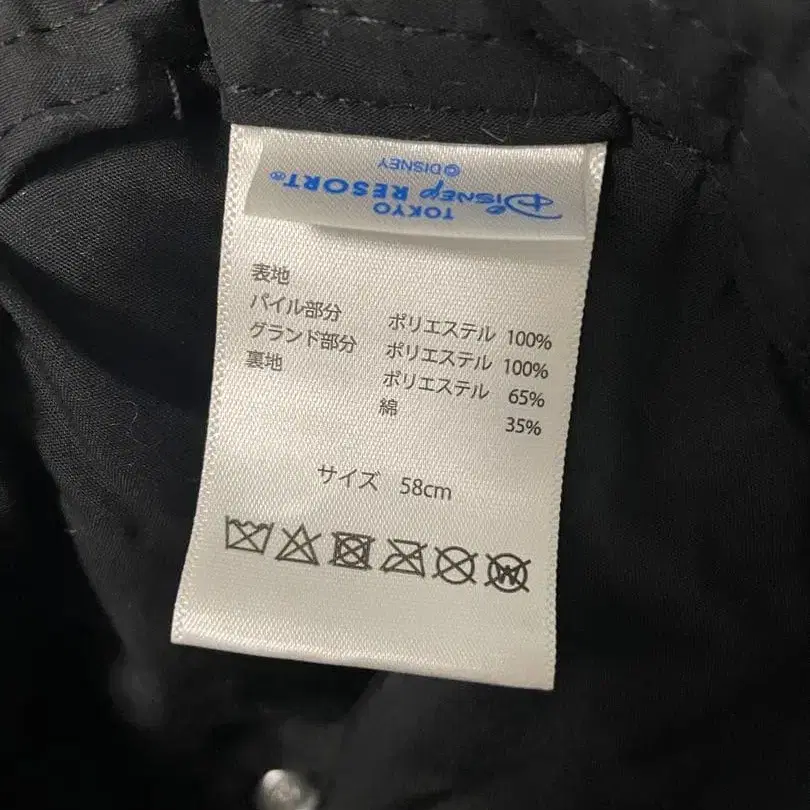 TOKYO
DISNEY RESORT®
©DISNEY
表地
パイル部分 ポリエステル 100%
グランド部分 ポリエステル 100%
裏地 ポリエステル 65%
綿 35%
サイズ 58cm
W